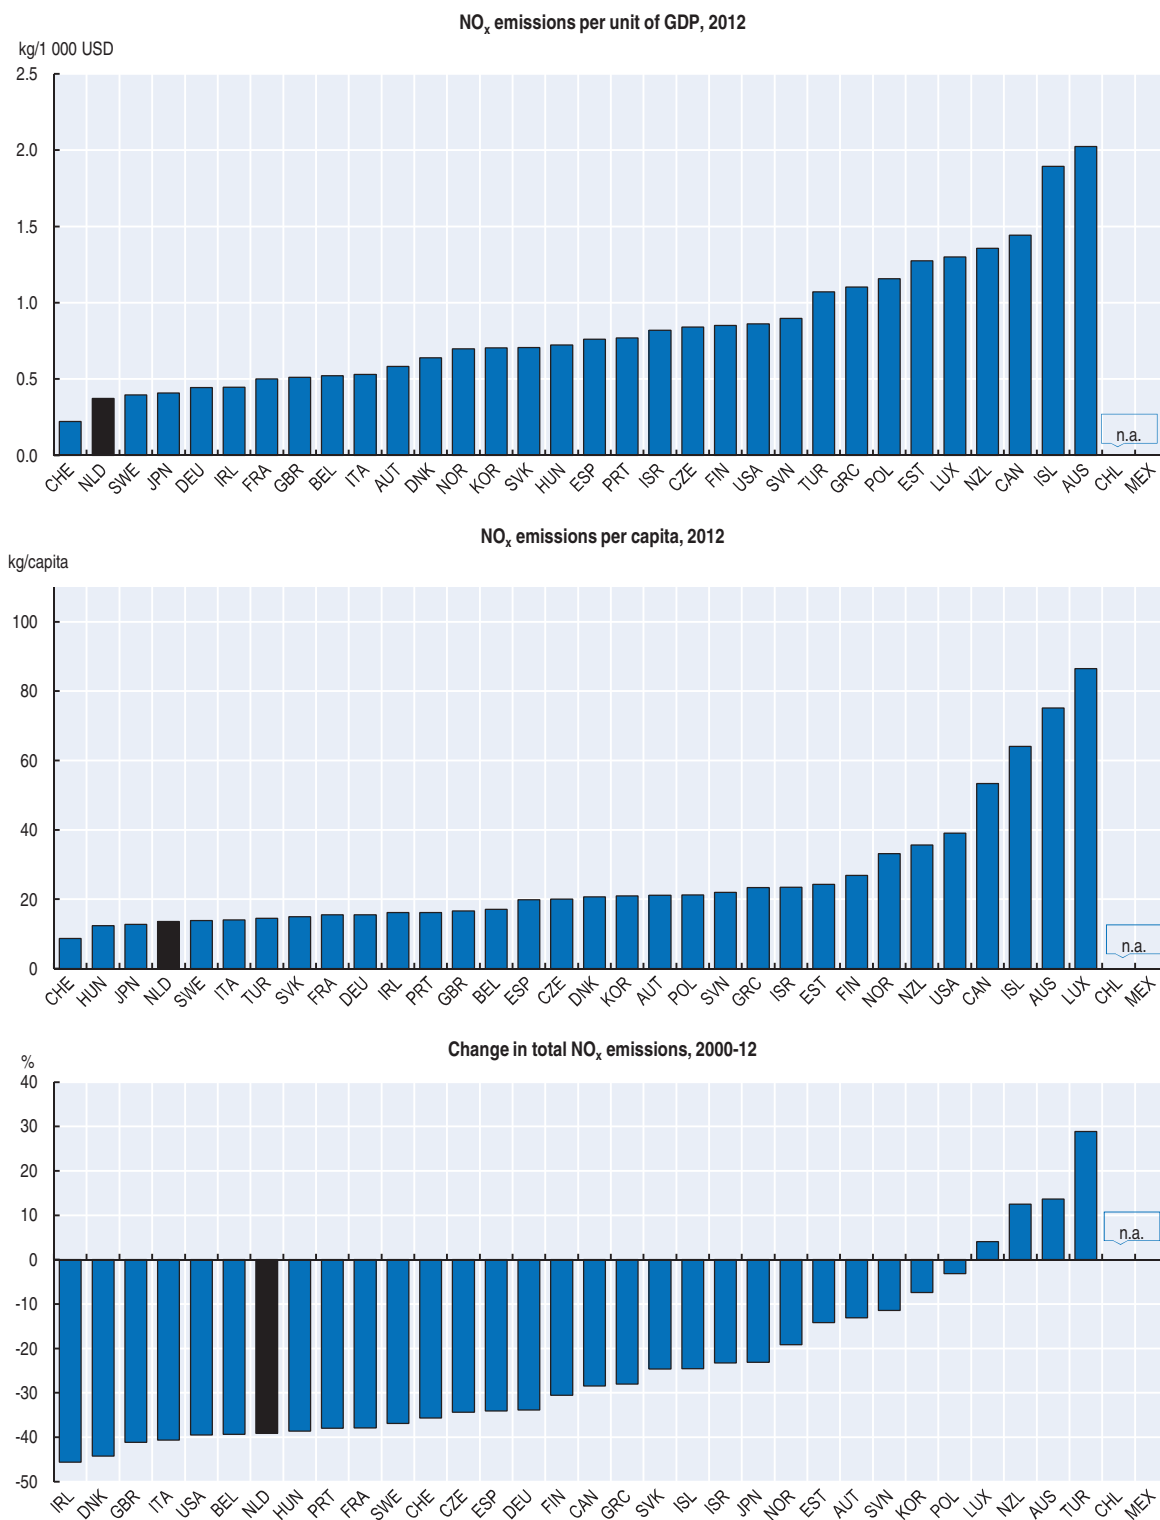 NOx emissions per unit of GDP, 2012
kg/1 000 USD
2.5
2.0
1.5
1.0
0.5
0.0
n.a.
CHE NLD SWE JPN DEU IRL FRA GBR BEL ITA AUT DNK NOR KOR SVK HUN ESP PRT ISR CZE FIN USA SVN TUR GRC POL EST LUX NZL CAN ISL AUS CHL MEX
NOx emissions per capita, 2012
kg/capita
100
80
60
40
20
0
n.a.
CHE HUN JPN NLD SWE ITA TUR SVK FRA DEU IRL PRT GBR BEL ESP CZE DNK KOR AUT POL SVN GRC ISR EST FIN NOR NZL USA CAN ISL AUS LUX CHL MEX
Change in total NOx emissions, 2000-12
%
40
30
20
10
0
-10
-20
-30
-40
-50
n.a.
IRL DNK GBR ITA USA BEL NLD HUN PRT FRA SWE CHE CZE ESP DEU FIN CAN GRC SVK ISL ISR JPN NOR EST AUT SVN KOR POL LUX NZL AUS TUR CHL MEX